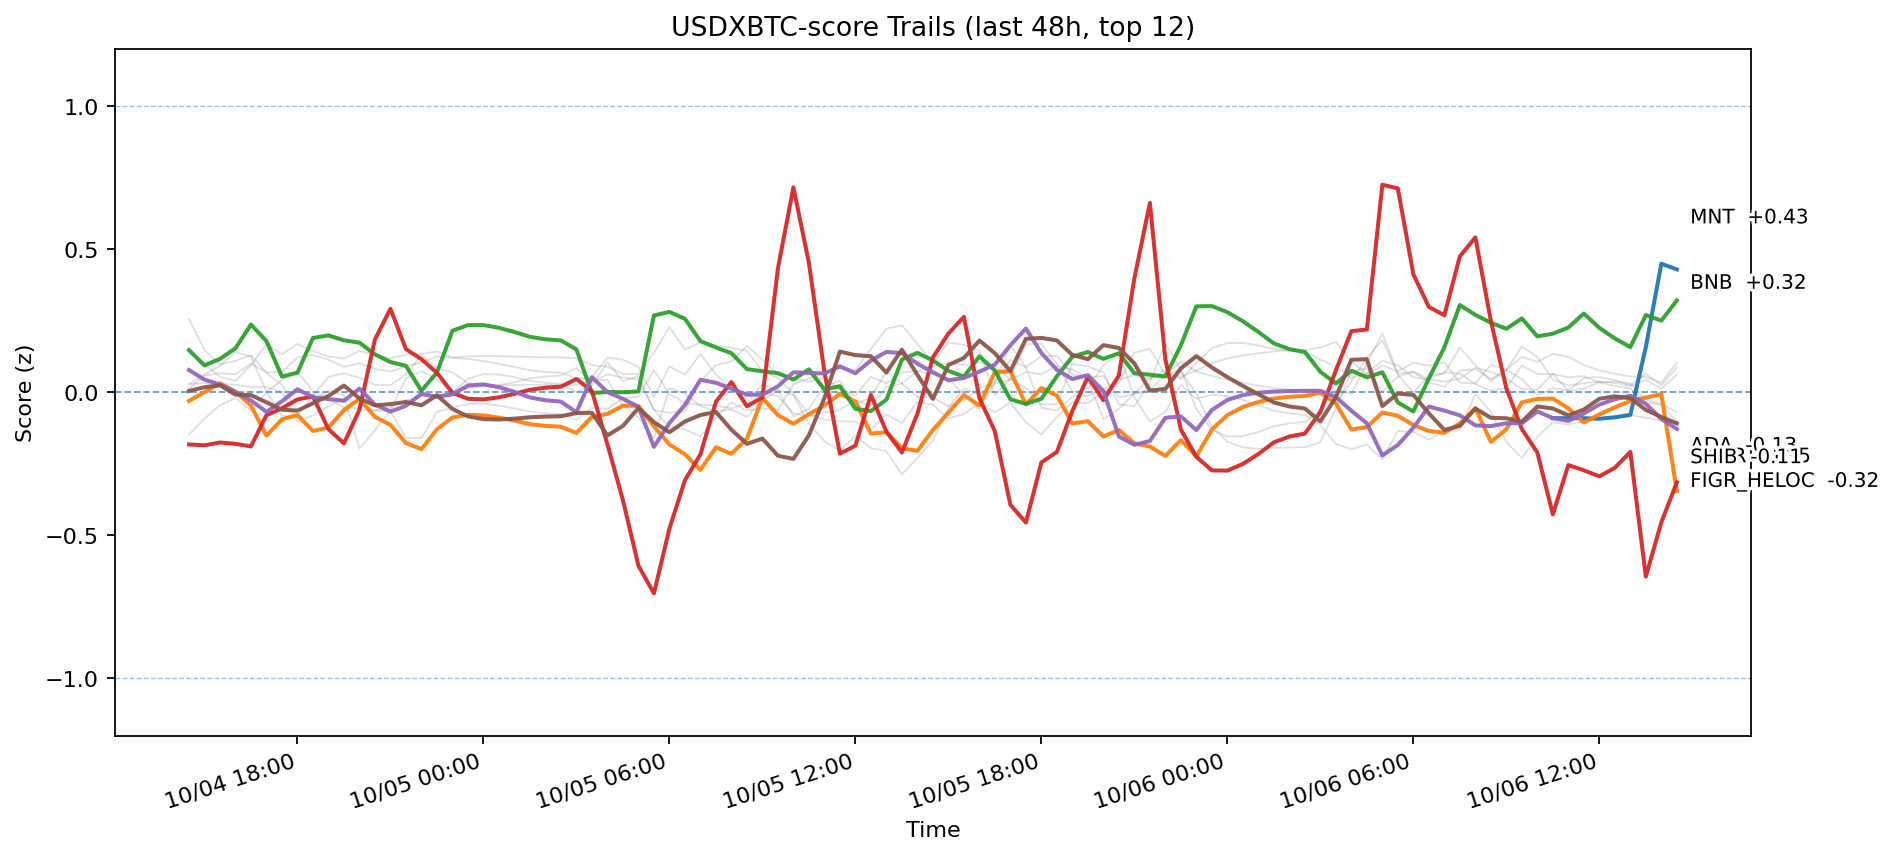 USDXBTC-score Trails (last 48h, top 12)
Score (z)
1.0
0.5
0.0
−0.5
−1.0
MNT +0.43
BNB +0.32
ADA -0.13
SHIB
FIGR_HELOC -0.32
10/04 18:00
10/05 00:00
10/05 06:00
10/05 12:00
10/05 18:00
10/06 00:00
10/06 06:00
10/06 12:00
Time